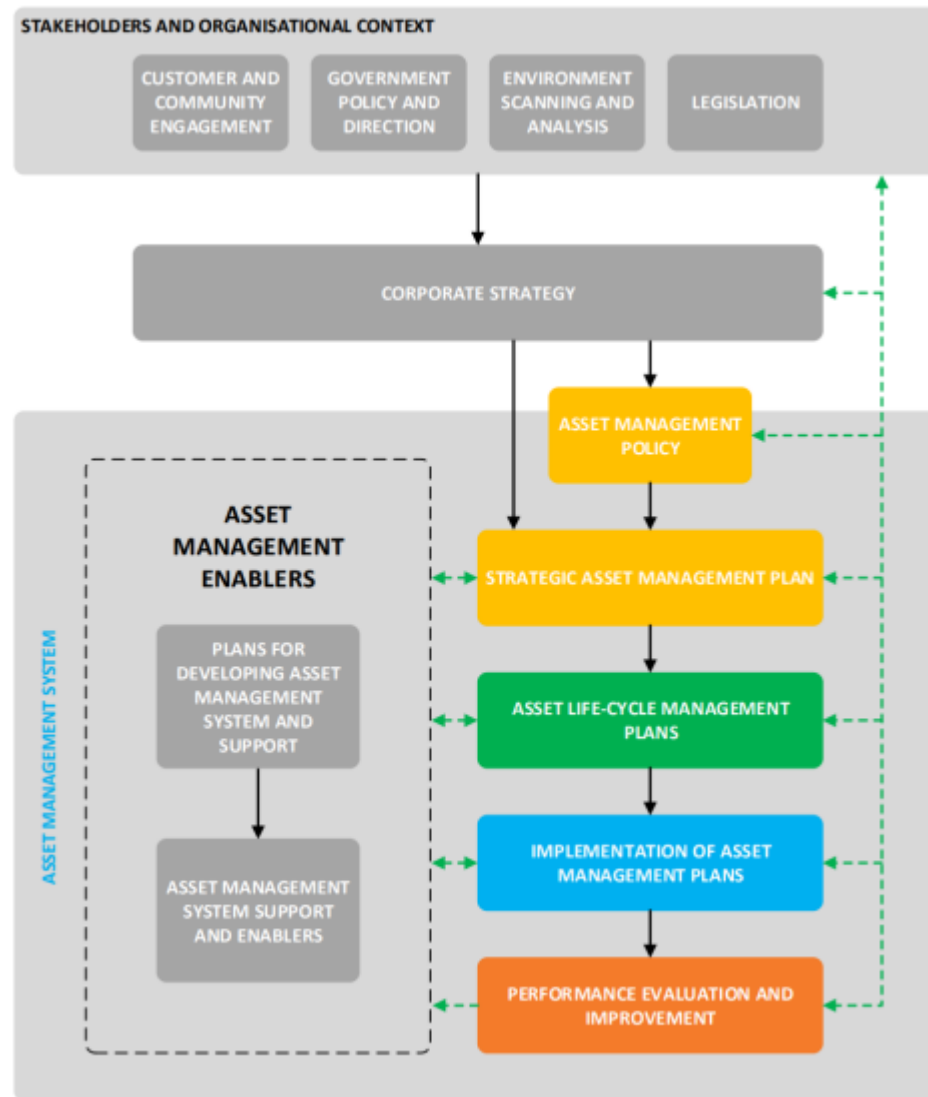 STAKEHOLDERS AND ORGANISATIONAL CONTEXT
CUSTOMER AND
COMMUNITY
ENGAGEMENT
GOVERNMENT
POLICY AND
DIRECTION
ENVIRONMENT
SCANNING AND
ANALYSIS
LEGISLATION
CORPORATE STRATEGY
ASSET MANAGEMENT
POLICY
ASSET
MANAGEMENT
ENABLERS
STRATEGIC ASSET MANAGEMENT PLAN
PLANS FOR
DEVELOPING ASSET
MANAGEMENT
SYSTEM AND
SUPPORT
ASSET LIFE-CYCLE MANAGEMENT
PLANS
ASSET MANAGEMENT SYSTEM
IMPLEMENTATION OF ASSET
MANAGEMENT PLANS
ASSET MANAGEMENT
SYSTEM SUPPORT
AND ENABLERS
PERFORMANCE EVALUATION AND
IMPROVEMENT